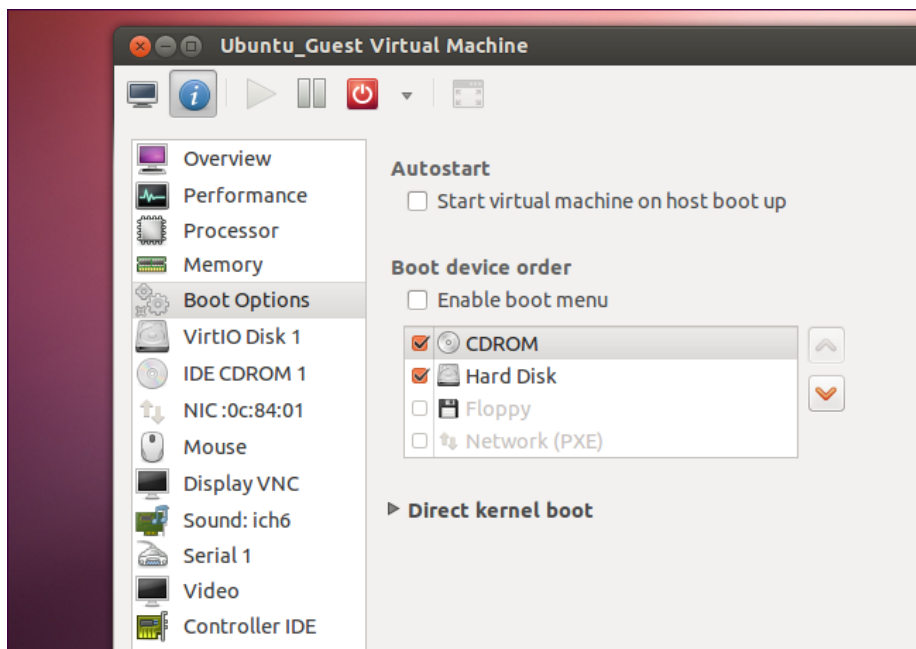 Ubuntu_Guest Virtual Machine
Overview
Performance
Processor
Memory
Boot Options
VirtIO Disk 1
IDE CDROM 1
NIC :0c:84:01
Mouse
Display VNC
Sound: ich6
Serial 1
Video
Controller IDE
Autostart
Start virtual machine on host boot up
Boot device order
Enable boot menu
CDROM
Hard Disk
Floppy
Network (PXE)
Direct kernel boot